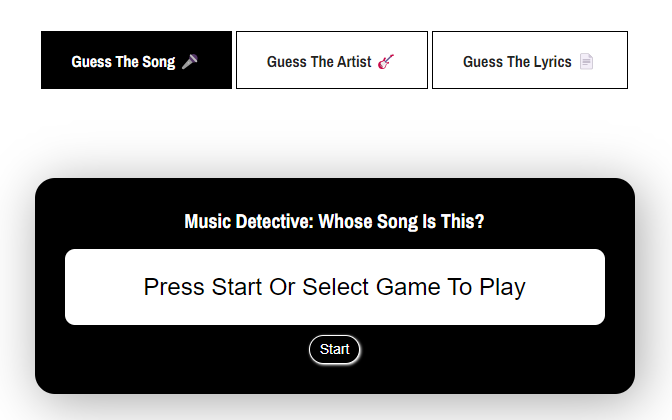 Guess The Song 🎤
Guess The Artist 🎸
Guess The Lyrics 📄
Music Detective: Whose Song Is This?
Press Start Or Select Game To Play
Start